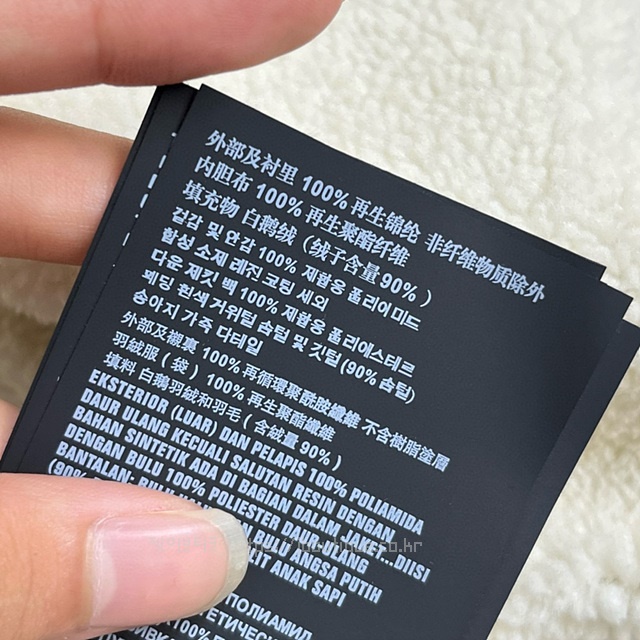 外部及衬里 100% 再生锦纶 非纤维物质除外
内胆布 100% 再生聚酯纤维
填充物 白鹅绒（绒子含量90%）
겉감 및 안감 100% 재활용 폴리아미드
합성 소재 레진 코팅 제외
다운 재킷 백 100% 재활용 폴리에스테르
패딩 흰색 거위털 솜털 및 깃털 (90% 솜털)
송아지 가죽 디테일
外部及襯裏 100% 再循環聚酰胺纖維 不含樹脂塗層
羽絨服（袋）100% 再生聚酯纖維
填料 白鵝羽絨和羽毛（含絨量90%）
EKSTERIOR (LUAR) DAN PELAPIS 100% POLIAMIDA
DAUR ULANG KECUALI SALUTAN RESIN DENGAN
BAHAN SINTETIK ADA DI BAGIAN DALAM JAKET...DIISI
DENGAN BULU 100% POLIESTER DAUR ULANG
BANTALAN- ANGSA PUTIH
(90% ANAK SAPI
ПОЛИАМИД
100%